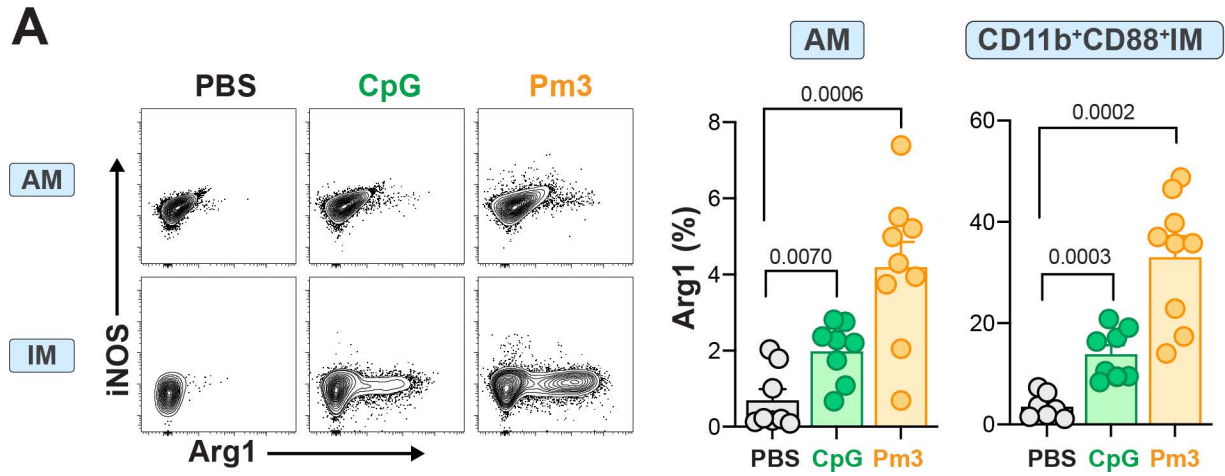 A
PBS
CpG
Pm3
AM
IM
iNOS
Arg1
AM
0.0006
0.0070
Arg1 (%)
8
6
4
2
0
PBS
CpG
Pm3
CD11b⁺CD88⁺IM
0.0002
0.0003
60
40
20
0
PBS
CpG
Pm3